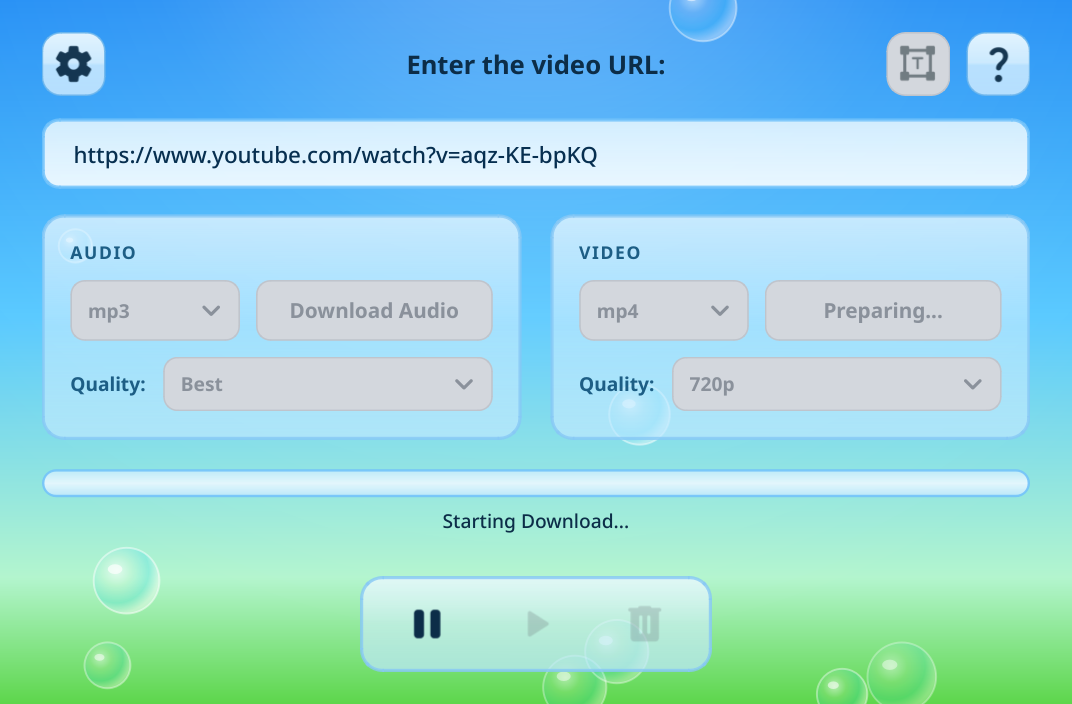 Enter the video URL:
T
?
https://www.youtube.com/watch?v=aqz-KE-bpKQ
AUDIO
mp3
Download Audio
Quality:
Best
VIDEO
mp4
Preparing...
Quality:
720p
Starting Download...